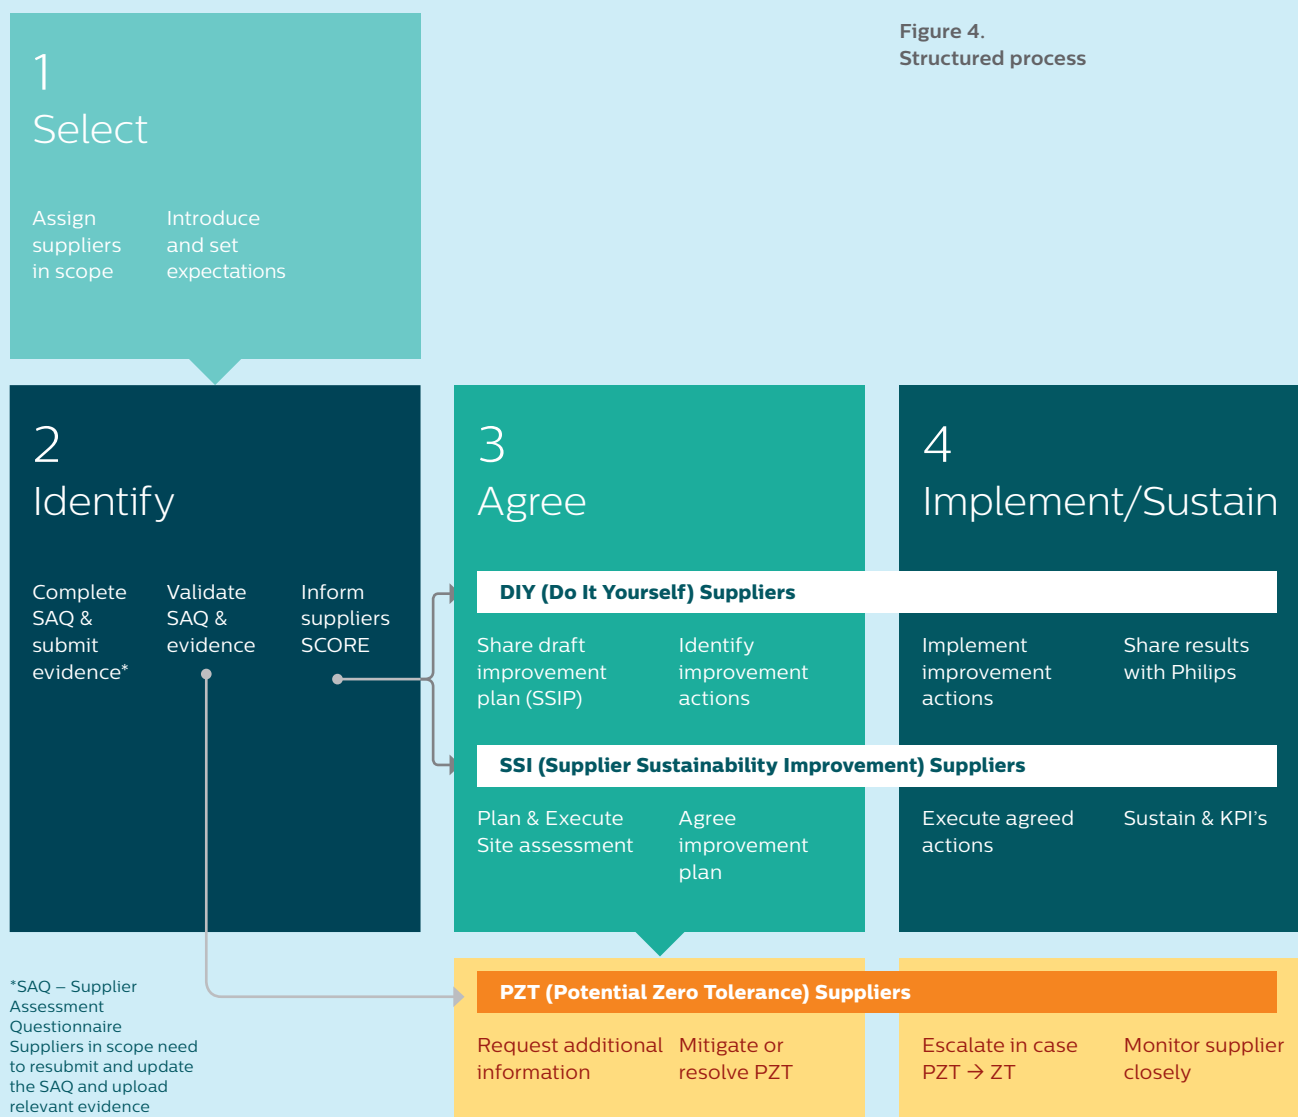 Figure 4.
Structured process
1
Select
Assign
suppliers
in scope
Introduce
and set
expectations
2
Identify
Complete
SAQ &
submit
evidence*
Validate
SAQ &
evidence
Inform
suppliers
SCORE
3
Agree
4
Implement/Sustain
DIY (Do It Yourself) Suppliers
Share draft
improvement
plan (SSIP)
Identify
improvement
actions
Implement
improvement
actions
Share results
with Philips
SSI (Supplier Sustainability Improvement) Suppliers
Plan & Execute
Site assessment
Agree
improvement
plan
Execute agreed
actions
Sustain & KPI's
PZT (Potential Zero Tolerance) Suppliers
Request additional
information
Mitigate or
resolve PZT
Escalate in case
PZT → ZT
Monitor supplier
closely
*SAQ – Supplier
Assessment
Questionnaire
Suppliers in scope need
to resubmit and update
the SAQ and upload
relevant evidence